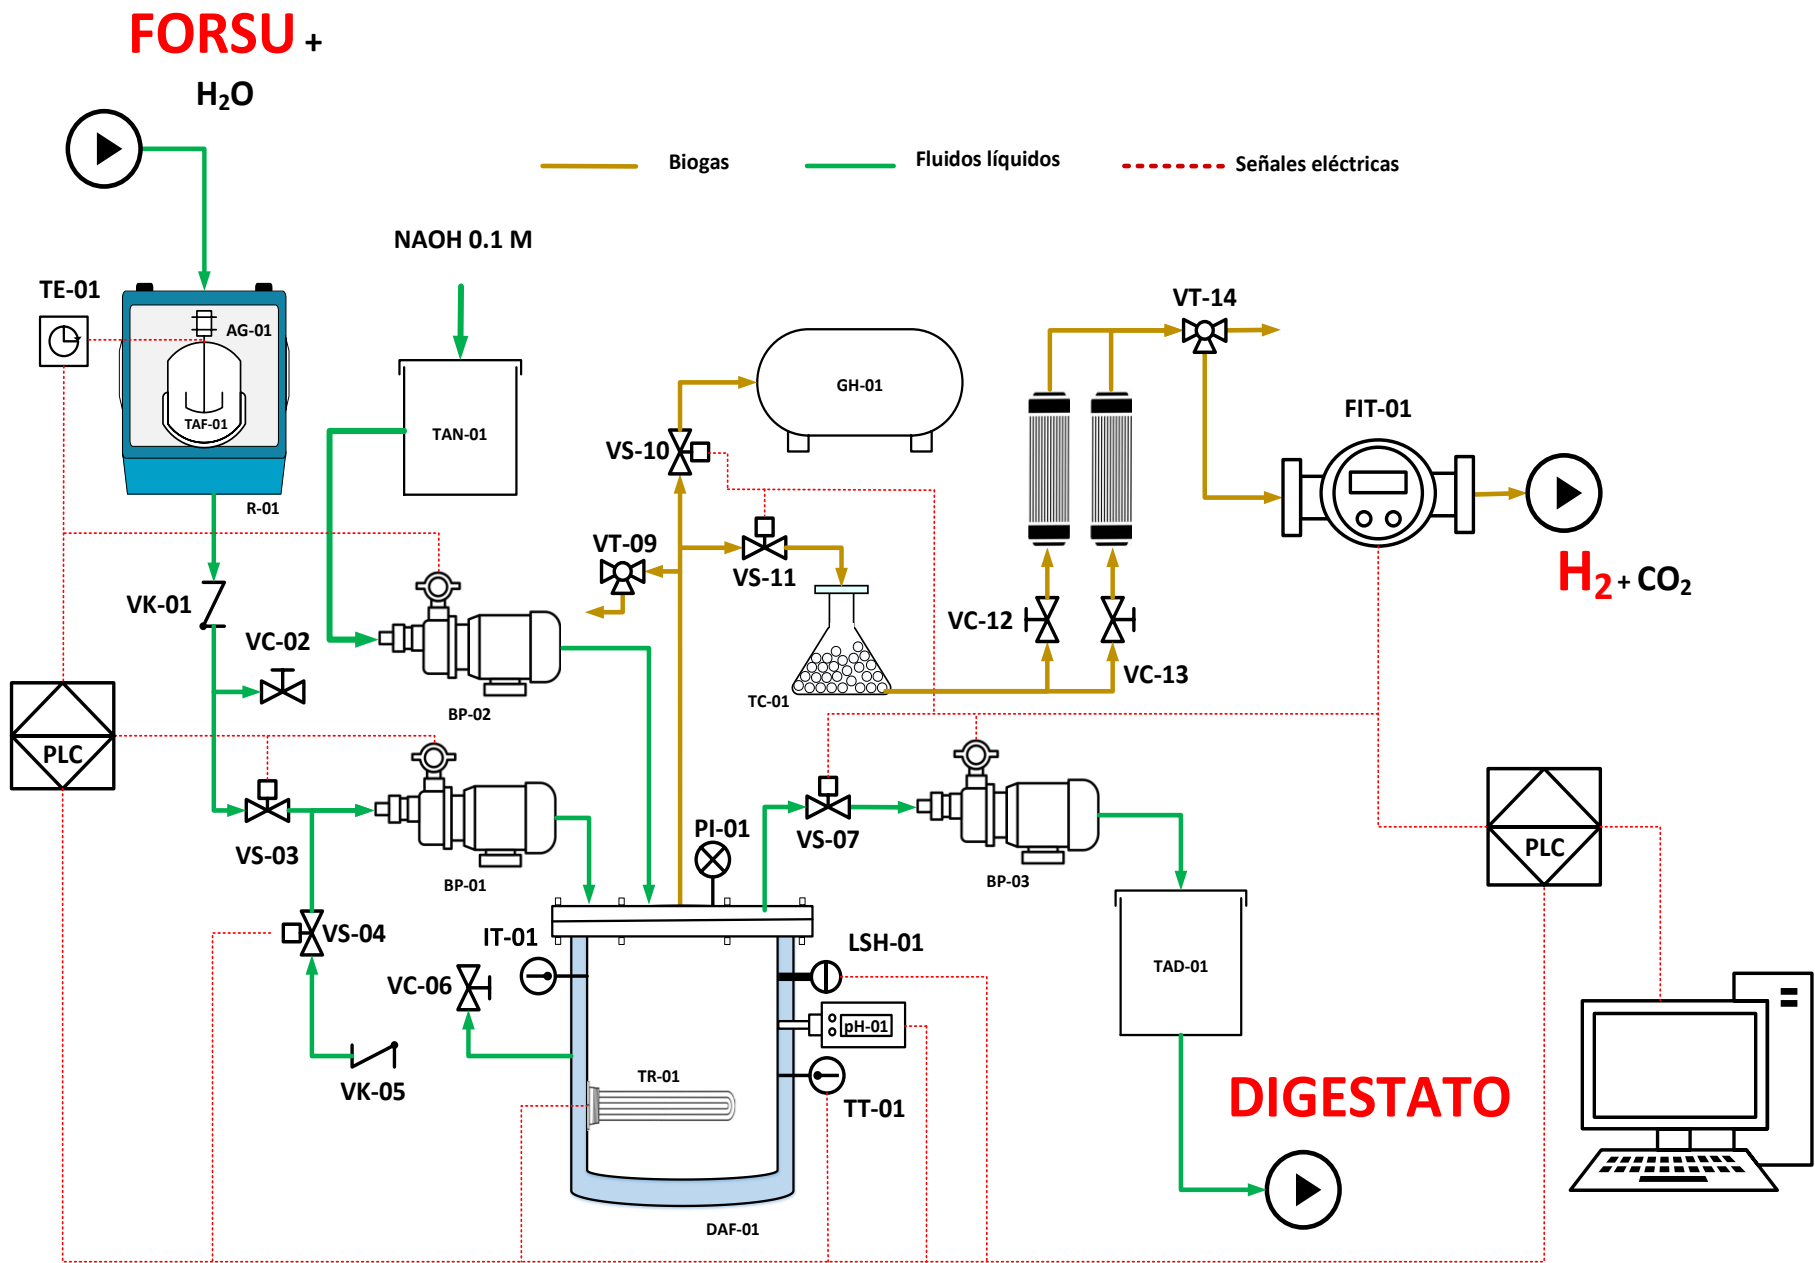 FORSU +
H₂O
Biogas
Fluidos líquidos
Señales eléctricas
NAOH 0.1 M
TE-01
AG-01
TAF-01
R-01
TAN-01
GH-01
VT-14
FIT-01
VS-10
VT-09
VS-11
VK-01
VC-02
VC-12
VC-13
TC-01
H₂ + CO₂
BP-02
PLC
VS-03
BP-01
PI-01
VS-07
BP-03
PLC
VS-04
IT-01
LSH-01
VC-06
pH-01
TAD-01
VK-05
TR-01
TT-01
DIGESTATO
DAF-01